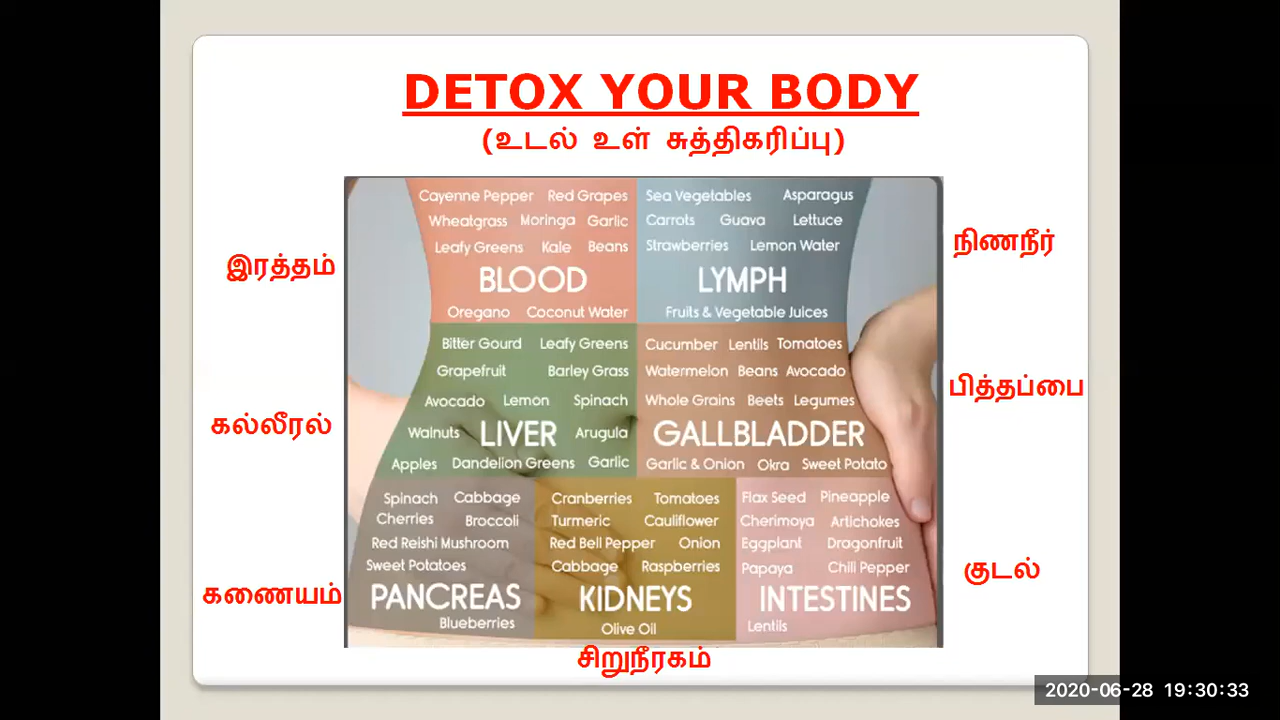 DETOX YOUR BODY
(உடல் உள் சுத்திகரிப்பு)
Cayenne Pepper Red Grapes
Wheatgrass Moringa Garlic
Leafy Greens Kale Beans
BLOOD
Oregano Coconut Water
இரத்தம்
Sea Vegetables Asparagus
Carrots Guava Lettuce
Strawberries Lemon Water
LYMPH
Fruits & Vegetable Juices
நிணநீர்
Bitter Gourd Leafy Greens
Grapefruit Barley Grass
Avocado Lemon Spinach
Walnuts LIVER Arugula
Apples Dandelion Greens Garlic
கல்லீரல்
Cucumber Lentils Tomatoes
Watermelon Beans Avocado
Whole Grains Beets Legumes
GALLBLADDER
Garlic & Onion Okra Sweet Potato
பித்தப்பை
Spinach Cabbage
Cherries Broccoli
Red Reishi Mushroom
Sweet Potatoes
PANCREAS
Blueberries
கணையம்
Cranberries Tomatoes
Turmeric Cauliflower
Red Bell Pepper Onion
Cabbage Raspberries
KIDNEYS
Olive Oil
சிறுநீரகம்
Flax Seed Pineapple
Cherimoya Artichokes
Eggplant Dragonfruit
Papaya Chili Pepper
INTESTINES
Lentils
குடல்
2020-06-28 19:30:33